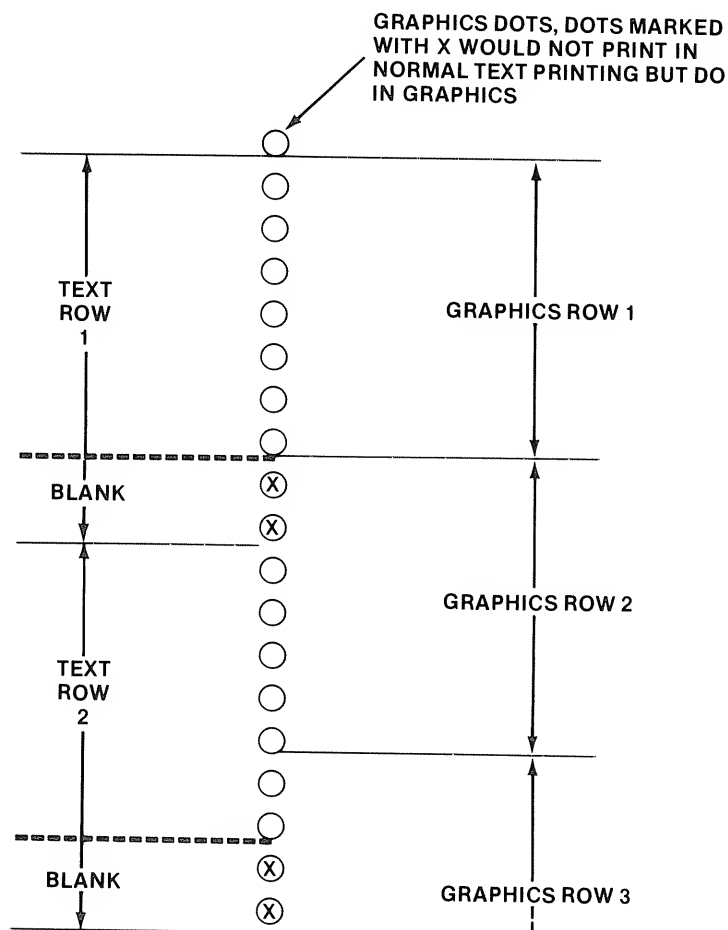 GRAPHICS DOTS, DOTS MARKED
WITH X WOULD NOT PRINT IN
NORMAL TEXT PRINTING BUT DO
IN GRAPHICS
TEXT
ROW
1
GRAPHICS ROW 1
BLANK
X
X
GRAPHICS ROW 2
TEXT
ROW
2
BLANK
X
X
GRAPHICS ROW 3